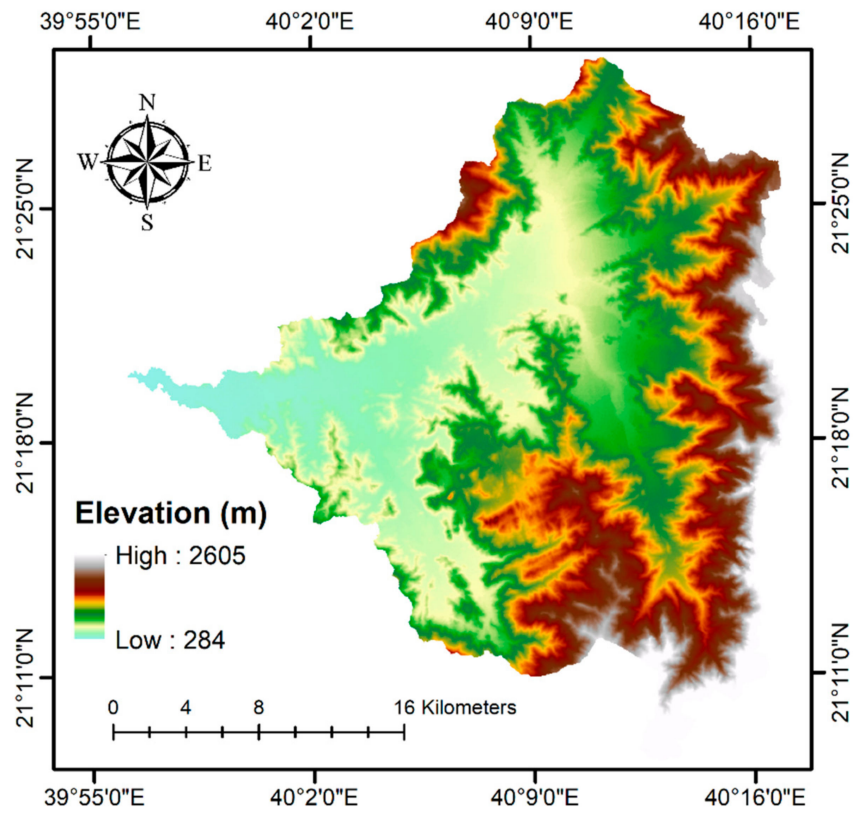 39°55'0"E 40°2'0"E 40°9'0"E 40°16'0"E
N
W E
S
21°25'0"N 21°25'0"N
21°18'0"N 21°18'0"N
Elevation (m)
High : 2605
Low : 284
21°11'0"N 21°11'0"N
0 4 8 16 Kilometers
39°55'0"E 40°2'0"E 40°9'0"E 40°16'0"E